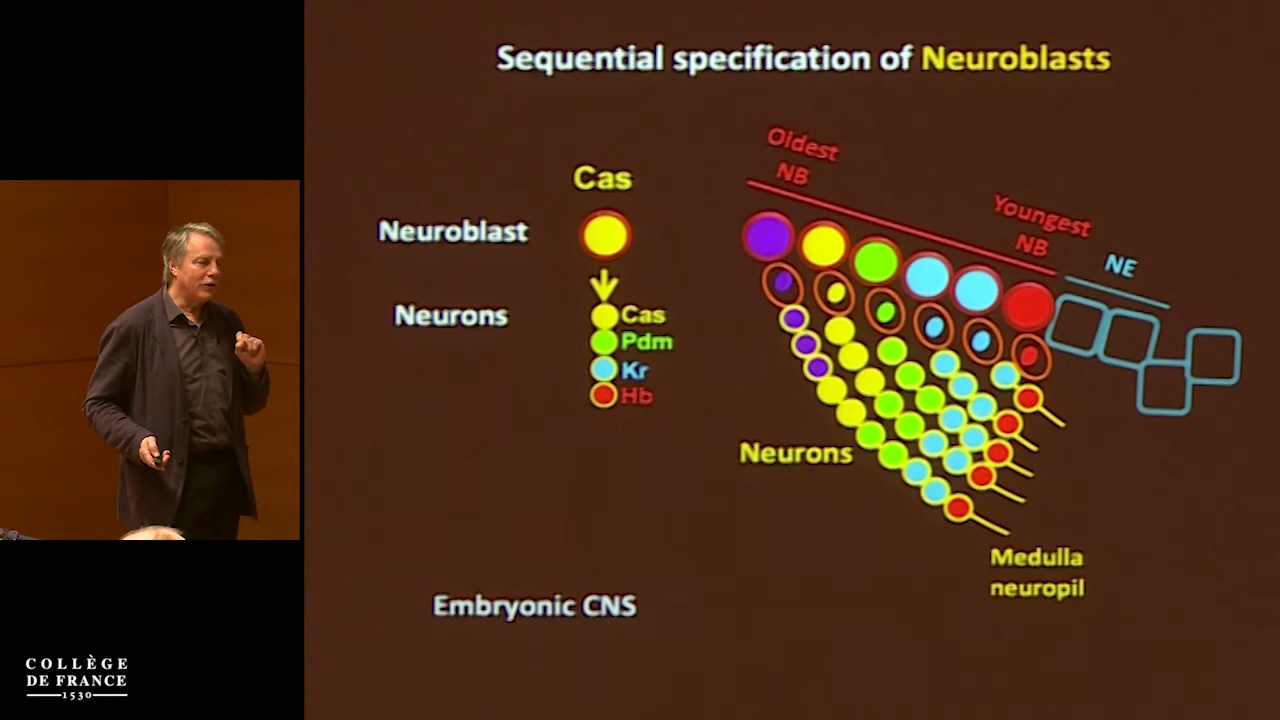 Sequential specification of Neuroblasts
Oldest
NB
Cas
Youngest
NB
NE
Neuroblast
Neurons
Cas
Pdm
Kr
Hb
Neurons
Medulla
neuropil
Embryonic CNS
COLLÈGE
DE FRANCE
1530